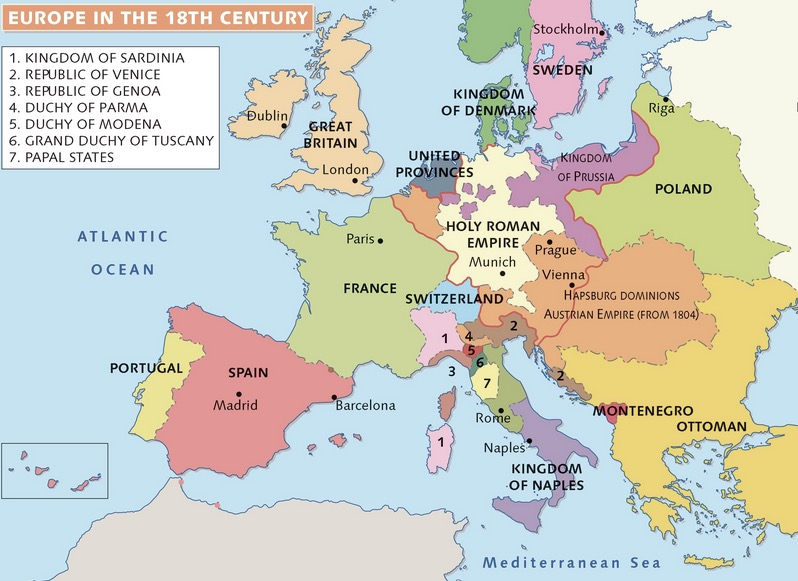 EUROPE IN THE 18TH CENTURY
1. KINGDOM OF SARDINIA
2. REPUBLIC OF VENICE
3. REPUBLIC OF GENOA
4. DUCHY OF PARMA
5. DUCHY OF MODENA
6. GRAND DUCHY OF TUSCANY
7. PAPAL STATES
Stockholm
SWEDEN
KINGDOM
OF DENMARK
Riga
Dublin
GREAT
BRITAIN
London
UNITED
PROVINCES
KINGDOM
OF PRUSSIA
POLAND
ATLANTIC
OCEAN
Paris
HOLY ROMAN
EMPIRE
Prague
Munich
Vienna
FRANCE
SWITZERLAND
HAPSBURG DOMINIONS
AUSTRIAN EMPIRE (FROM 1804)
1
4
2
5
6
3
7
2
PORTUGAL
SPAIN
Madrid
Barcelona
MONTENEGRO
OTTOMAN
Rome
1
Naples
KINGDOM
OF NAPLES
Mediterranean Sea